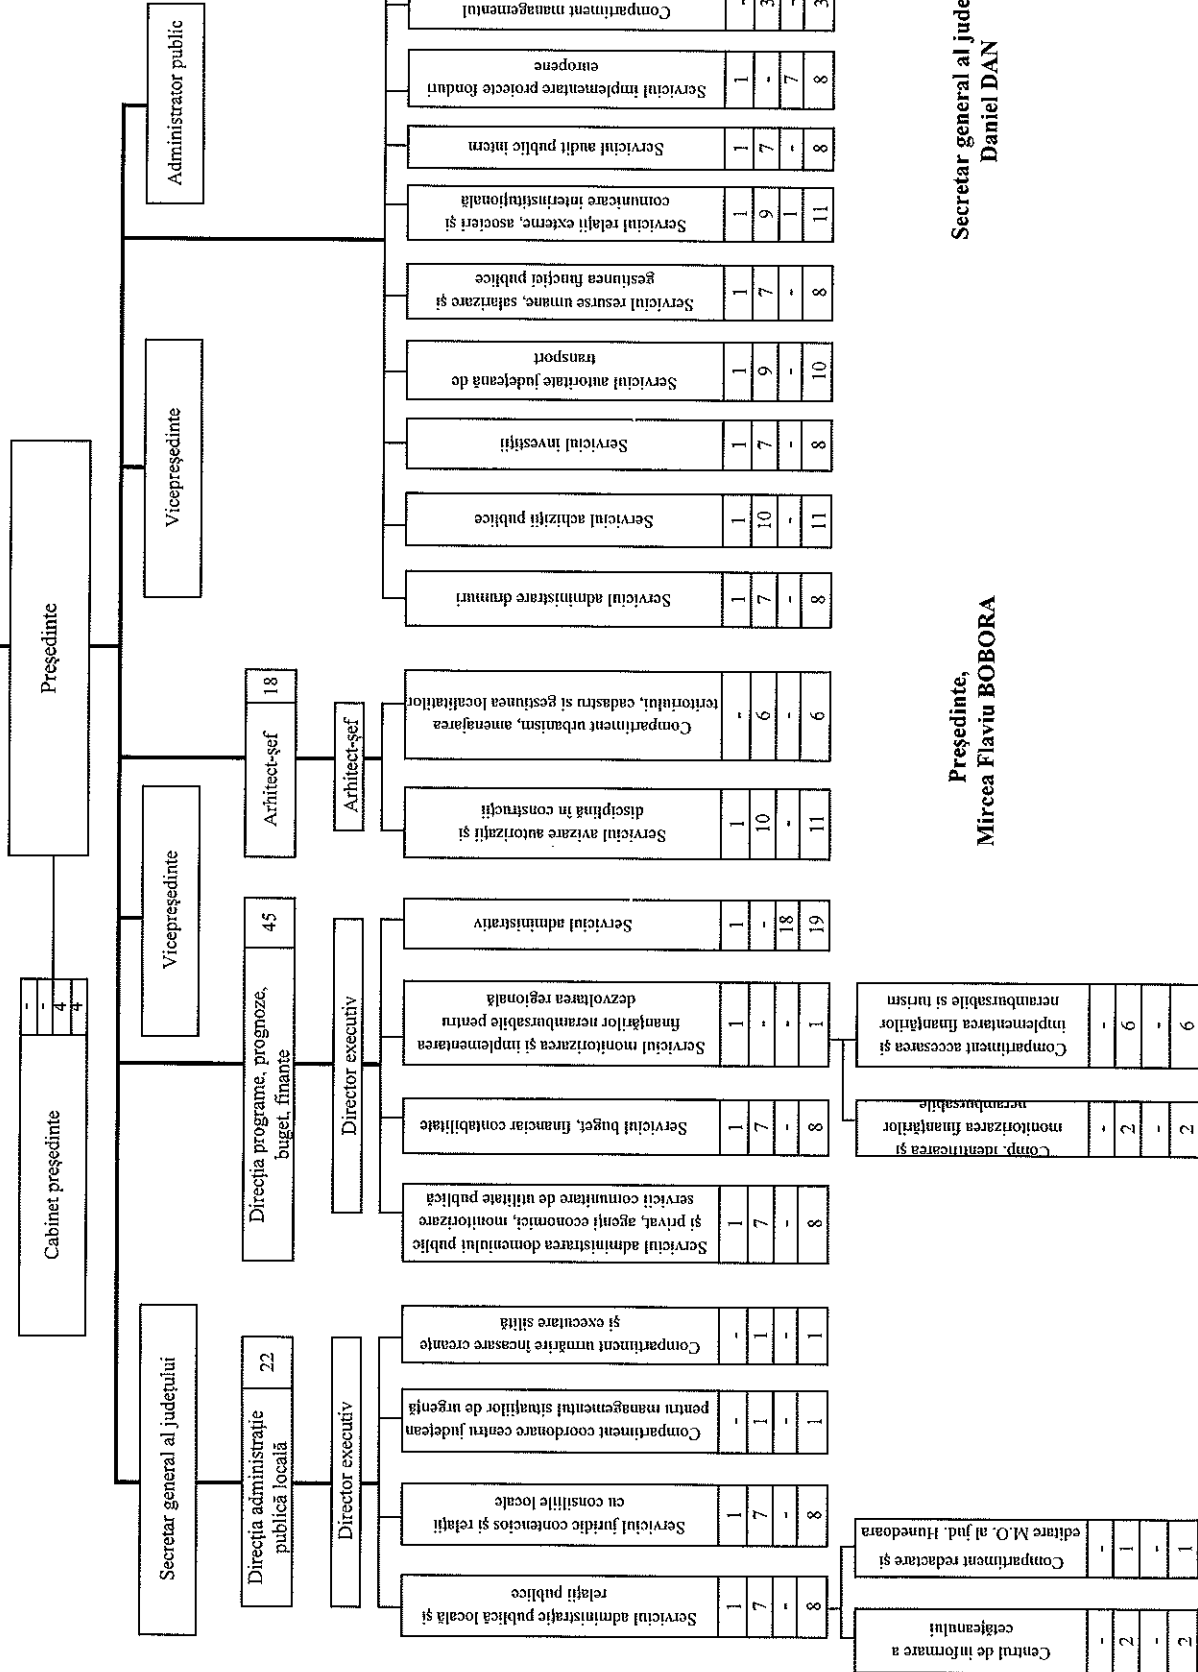 Președinte
Cabinet președinte
-
-
4
4
Secretar general al județului
Vicepreședinte
Vicepreședinte
Administrator public
Direcția administrație
publică locală
22
Director executiv
Serviciul administrație publică locală și
relații publice
1
7
-
8
Centrul de informare a
cetățeanului
-
2
-
2
Compartiment redactare și
editare M.O. al jud. Hunedoara
-
1
-
1
Serviciul juridic contencios și relații
cu consiliile locale
1
7
-
8
Compartiment coordonare centru județean
pentru managementul situațiilor de urgență
-
1
-
1
Compartiment urmărire încasare creanțe
și executare silită
-
1
-
1
Direcția programe, prognoze,
buget, finante
45
Director executiv
Serviciul administrarea domeniului public
și privat, agenți economici, monitorizare
servicii comunitare de utilitate publică
1
7
-
8
Serviciul buget, financiar contabilitate
1
7
-
8
Serviciul monitorizarea și implementarea
finanțărilor nerambursabile pentru
dezvoltarea regională
1
-
-
1
Comp. identificarea și
monitorizarea finanțărilor
nerambursabile
-
2
-
2
Compartiment accesarea și
implementarea finanțărilor
nerambursabile si turism
-
6
-
6
Serviciul administrativ
1
-
18
19
Arhitect-șef
18
Arhitect-șef
Serviciul avizare autorizații și
disciplină în construcții
1
10
-
11
Compartiment urbanism, amenajarea
teritoriului, cadastru si gestiunea localitatilor
-
6
-
6
Serviciul administrare drumuri
1
7
-
8
Serviciul achiziții publice
1
10
-
11
Serviciul investiții
1
7
-
8
Serviciul autoritate județeană de
transport
1
9
-
10
Serviciul resurse umane, salarizare și
gestiunea funcției publice
1
7
-
8
Serviciul relații externe, asocieri și
comunicare interinstituțională
1
9
1
11
Serviciul audit public intern
1
7
-
8
Serviciul implementare proiecte fonduri
europene
1
-
7
8
Compartiment managementul
-
3
-
3
Președinte,
Mircea Flaviu BOBORA
Secretar general al jude
Daniel DAN